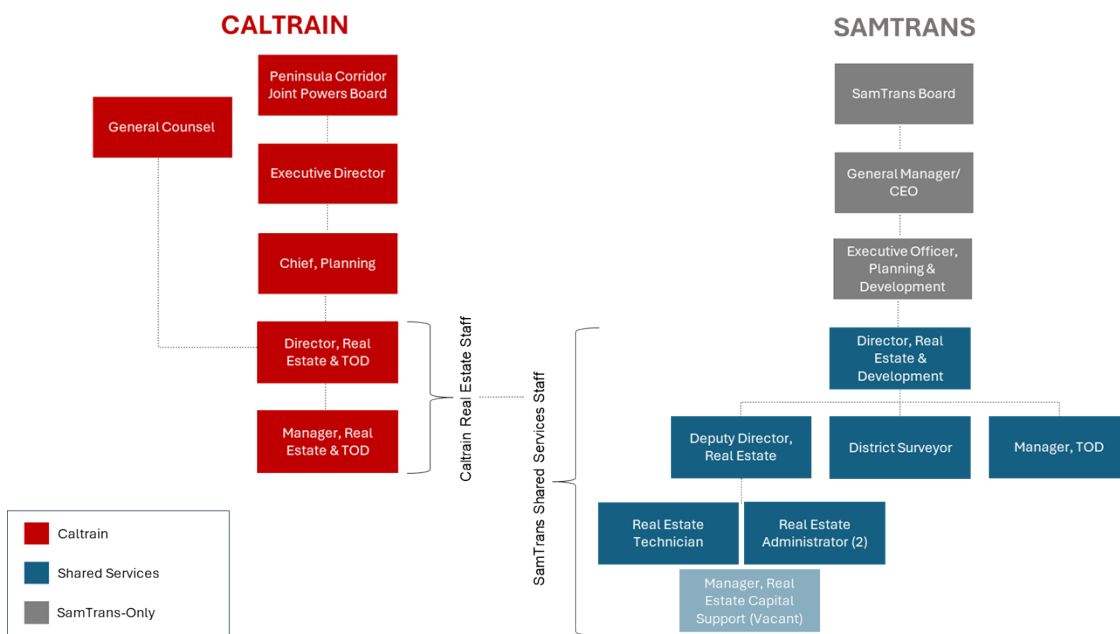 CALTRAIN
Peninsula Corridor
Joint Powers Board
General Counsel
Executive Director
Chief, Planning
Director, Real
Estate & TOD
Manager, Real
Estate & TOD
Caltrain Real Estate Staff
SamTrans Shared Services Staff
SAMTRANS
SamTrans Board
General Manager/
CEO
Executive Officer,
Planning &
Development
Director, Real
Estate &
Development
Deputy Director,
Real Estate
District Surveyor
Manager, TOD
Real Estate
Technician
Real Estate
Administrator (2)
Manager, Real
Estate Capital
Support (Vacant)
Caltrain
Shared Services
SamTrans-Only